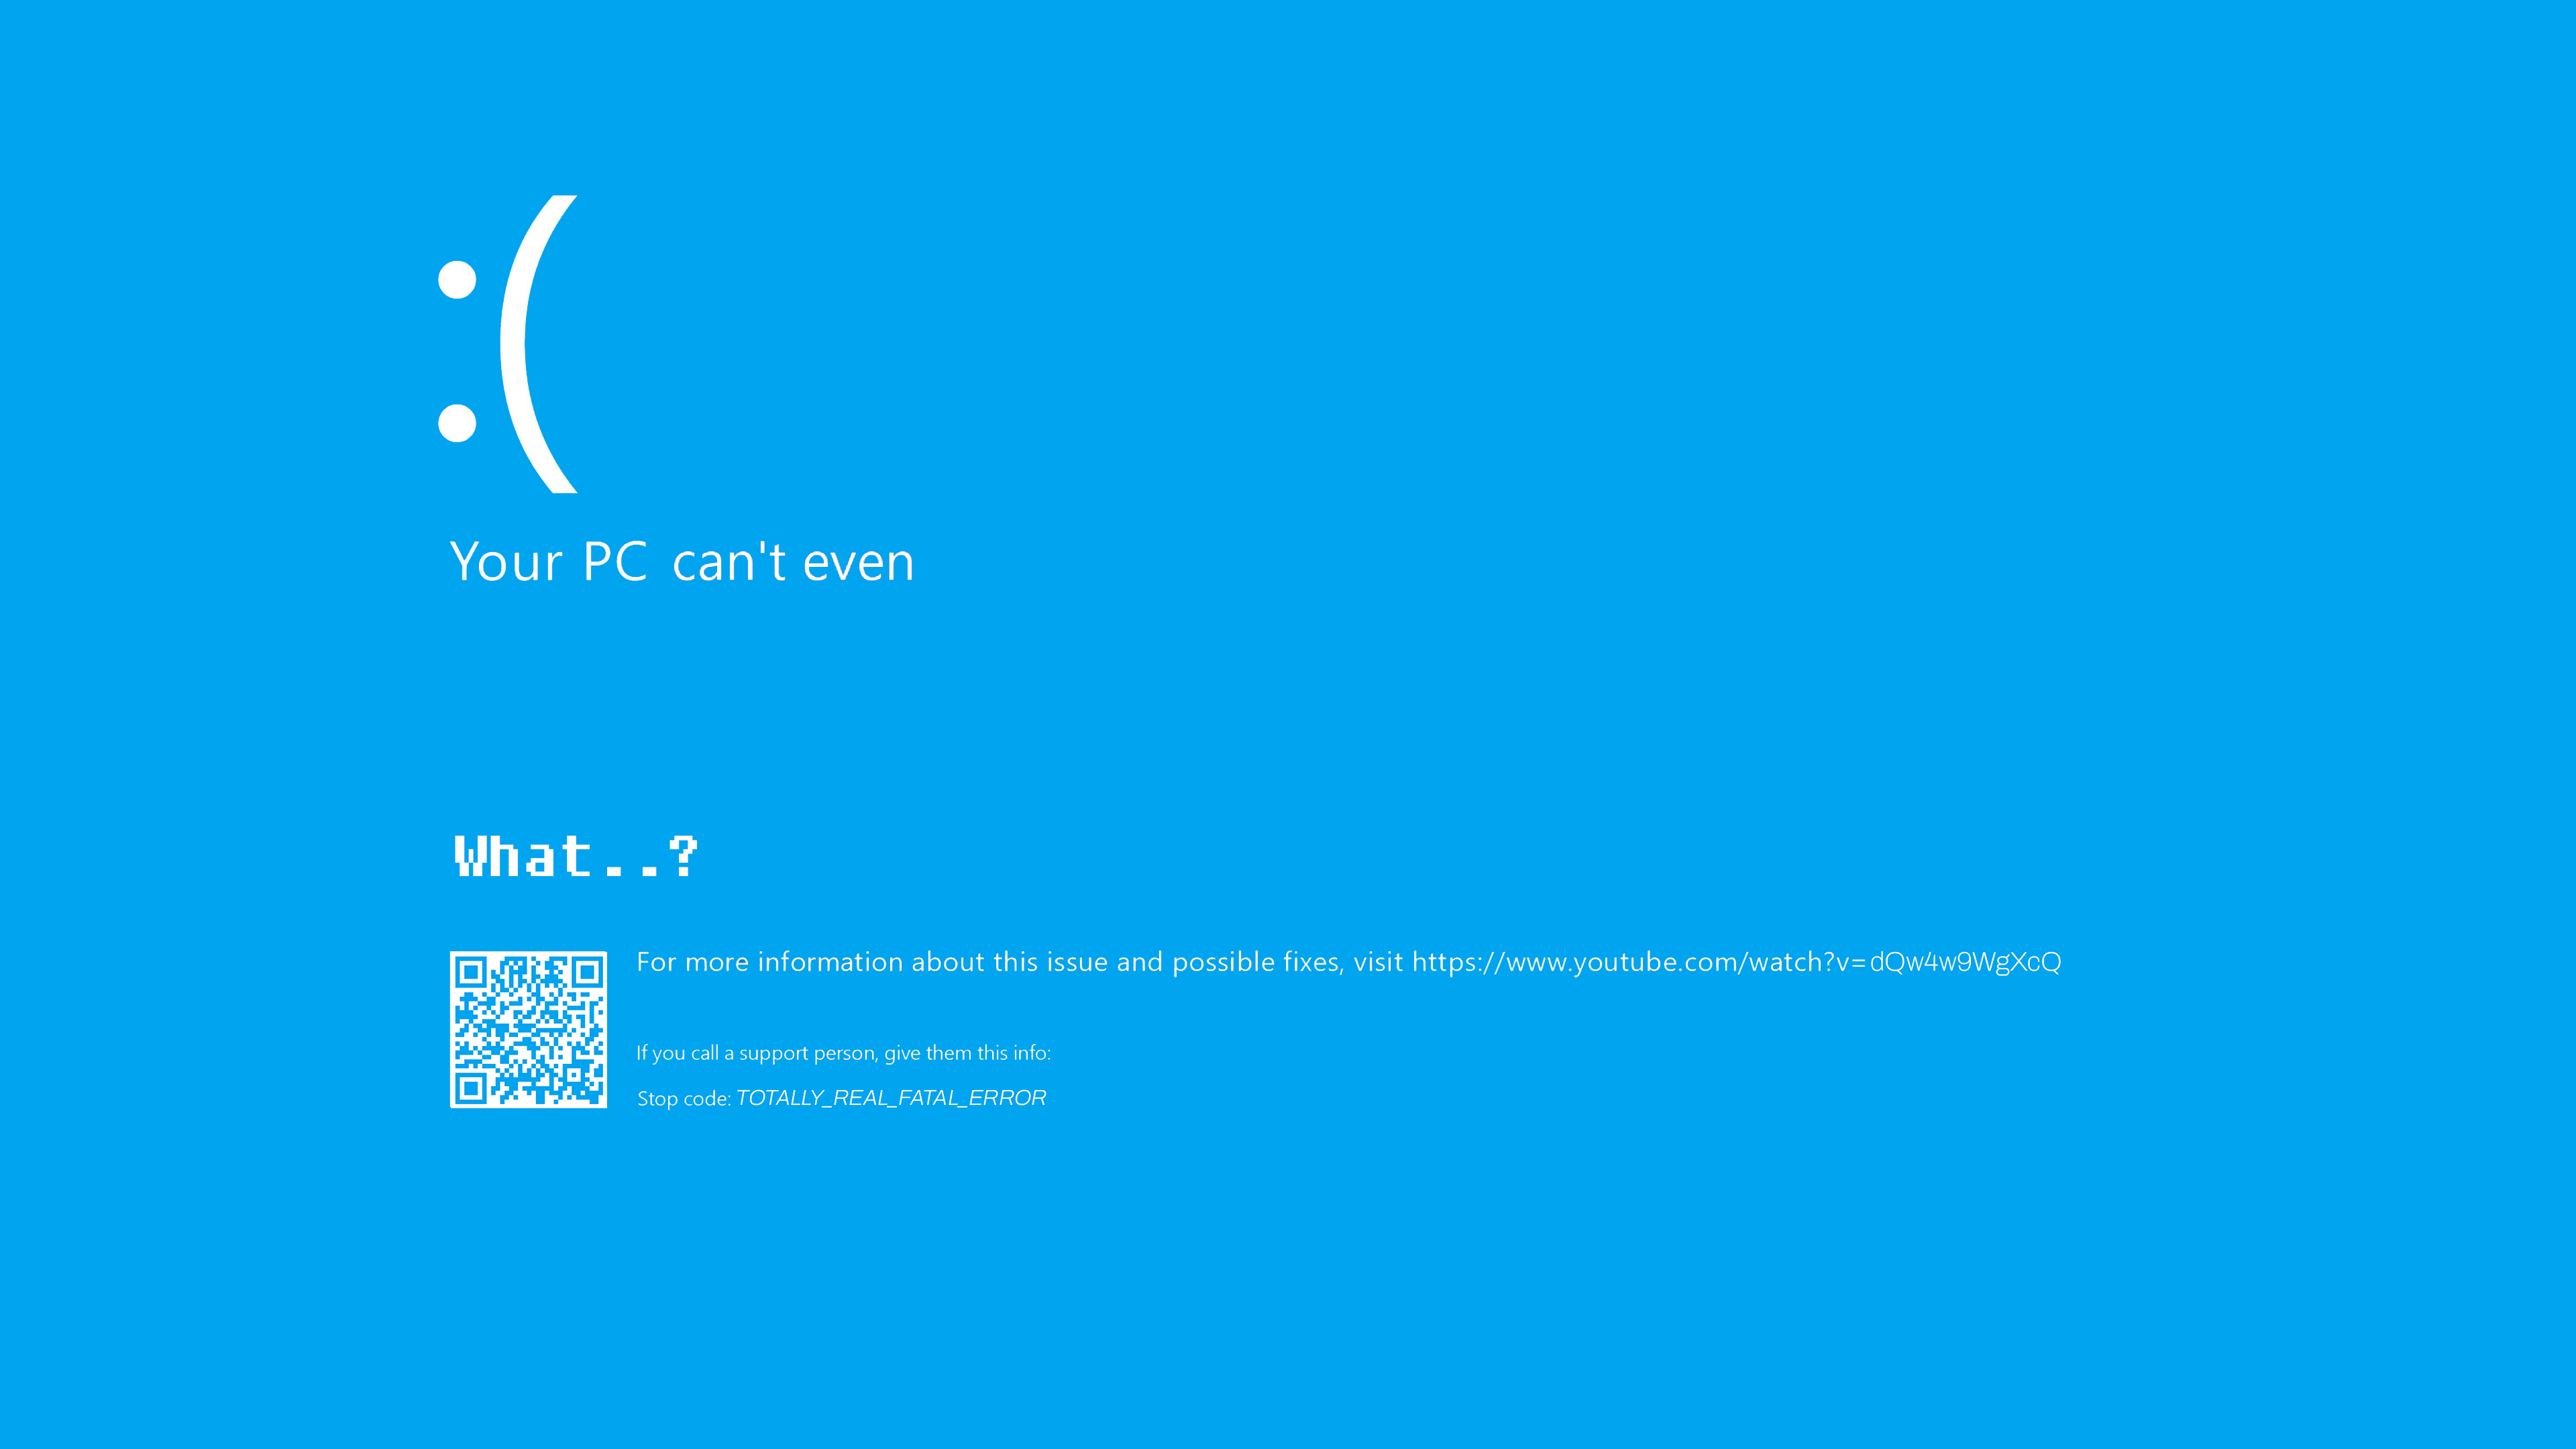 :(
Your PC can't even
What..?
For more information about this issue and possible fixes, visit https://www.youtube.com/watch?v=dQw4w9WgXcQ
If you call a support person, give them this info:
Stop code: TOTALLY_REAL_FATAL_ERROR